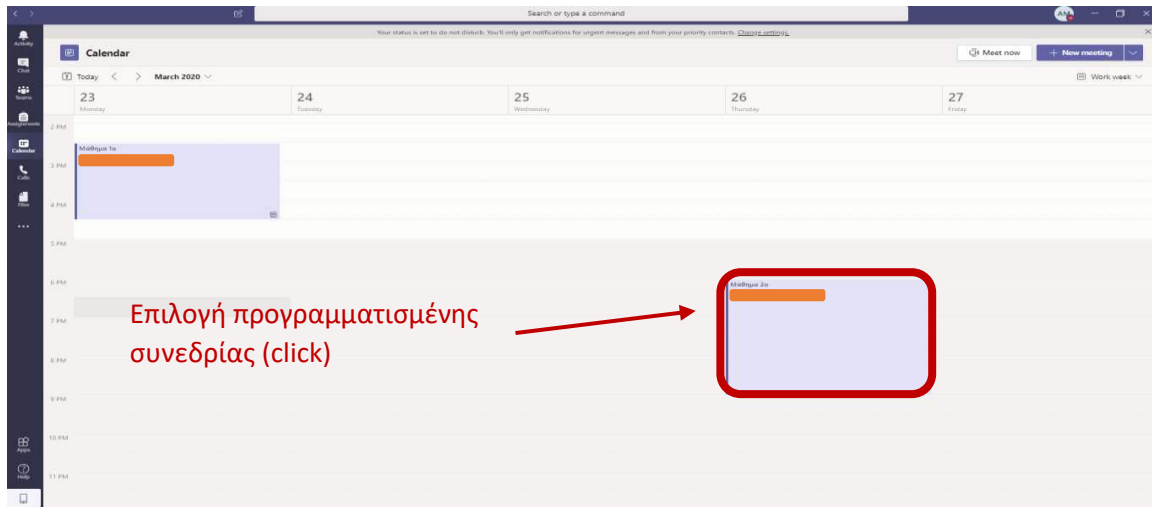 Search or type a command
AM
Your status is set to do not disturb. You'll only get notifications for urgent messages and from your priority contacts. Change settings.
Activity
Chat
Teams
Assignments
Calendar
Calls
Files
Apps
Help
Calendar
Meet now
+ New meeting
Today
March 2020
Work week
23
Monday
24
Tuesday
25
Wednesday
26
Thursday
27
Friday
2 PM
Μάθημα 1ο
3 PM
4 PM
5 PM
6 PM
Μάθημα 2ο
7 PM
8 PM
9 PM
10 PM
11 PM
Επιλογή προγραμματισμένης
συνεδρίας (click)